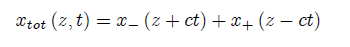 x_{tot} (z, t) = x_- (z + ct) + x_+ (z − ct)